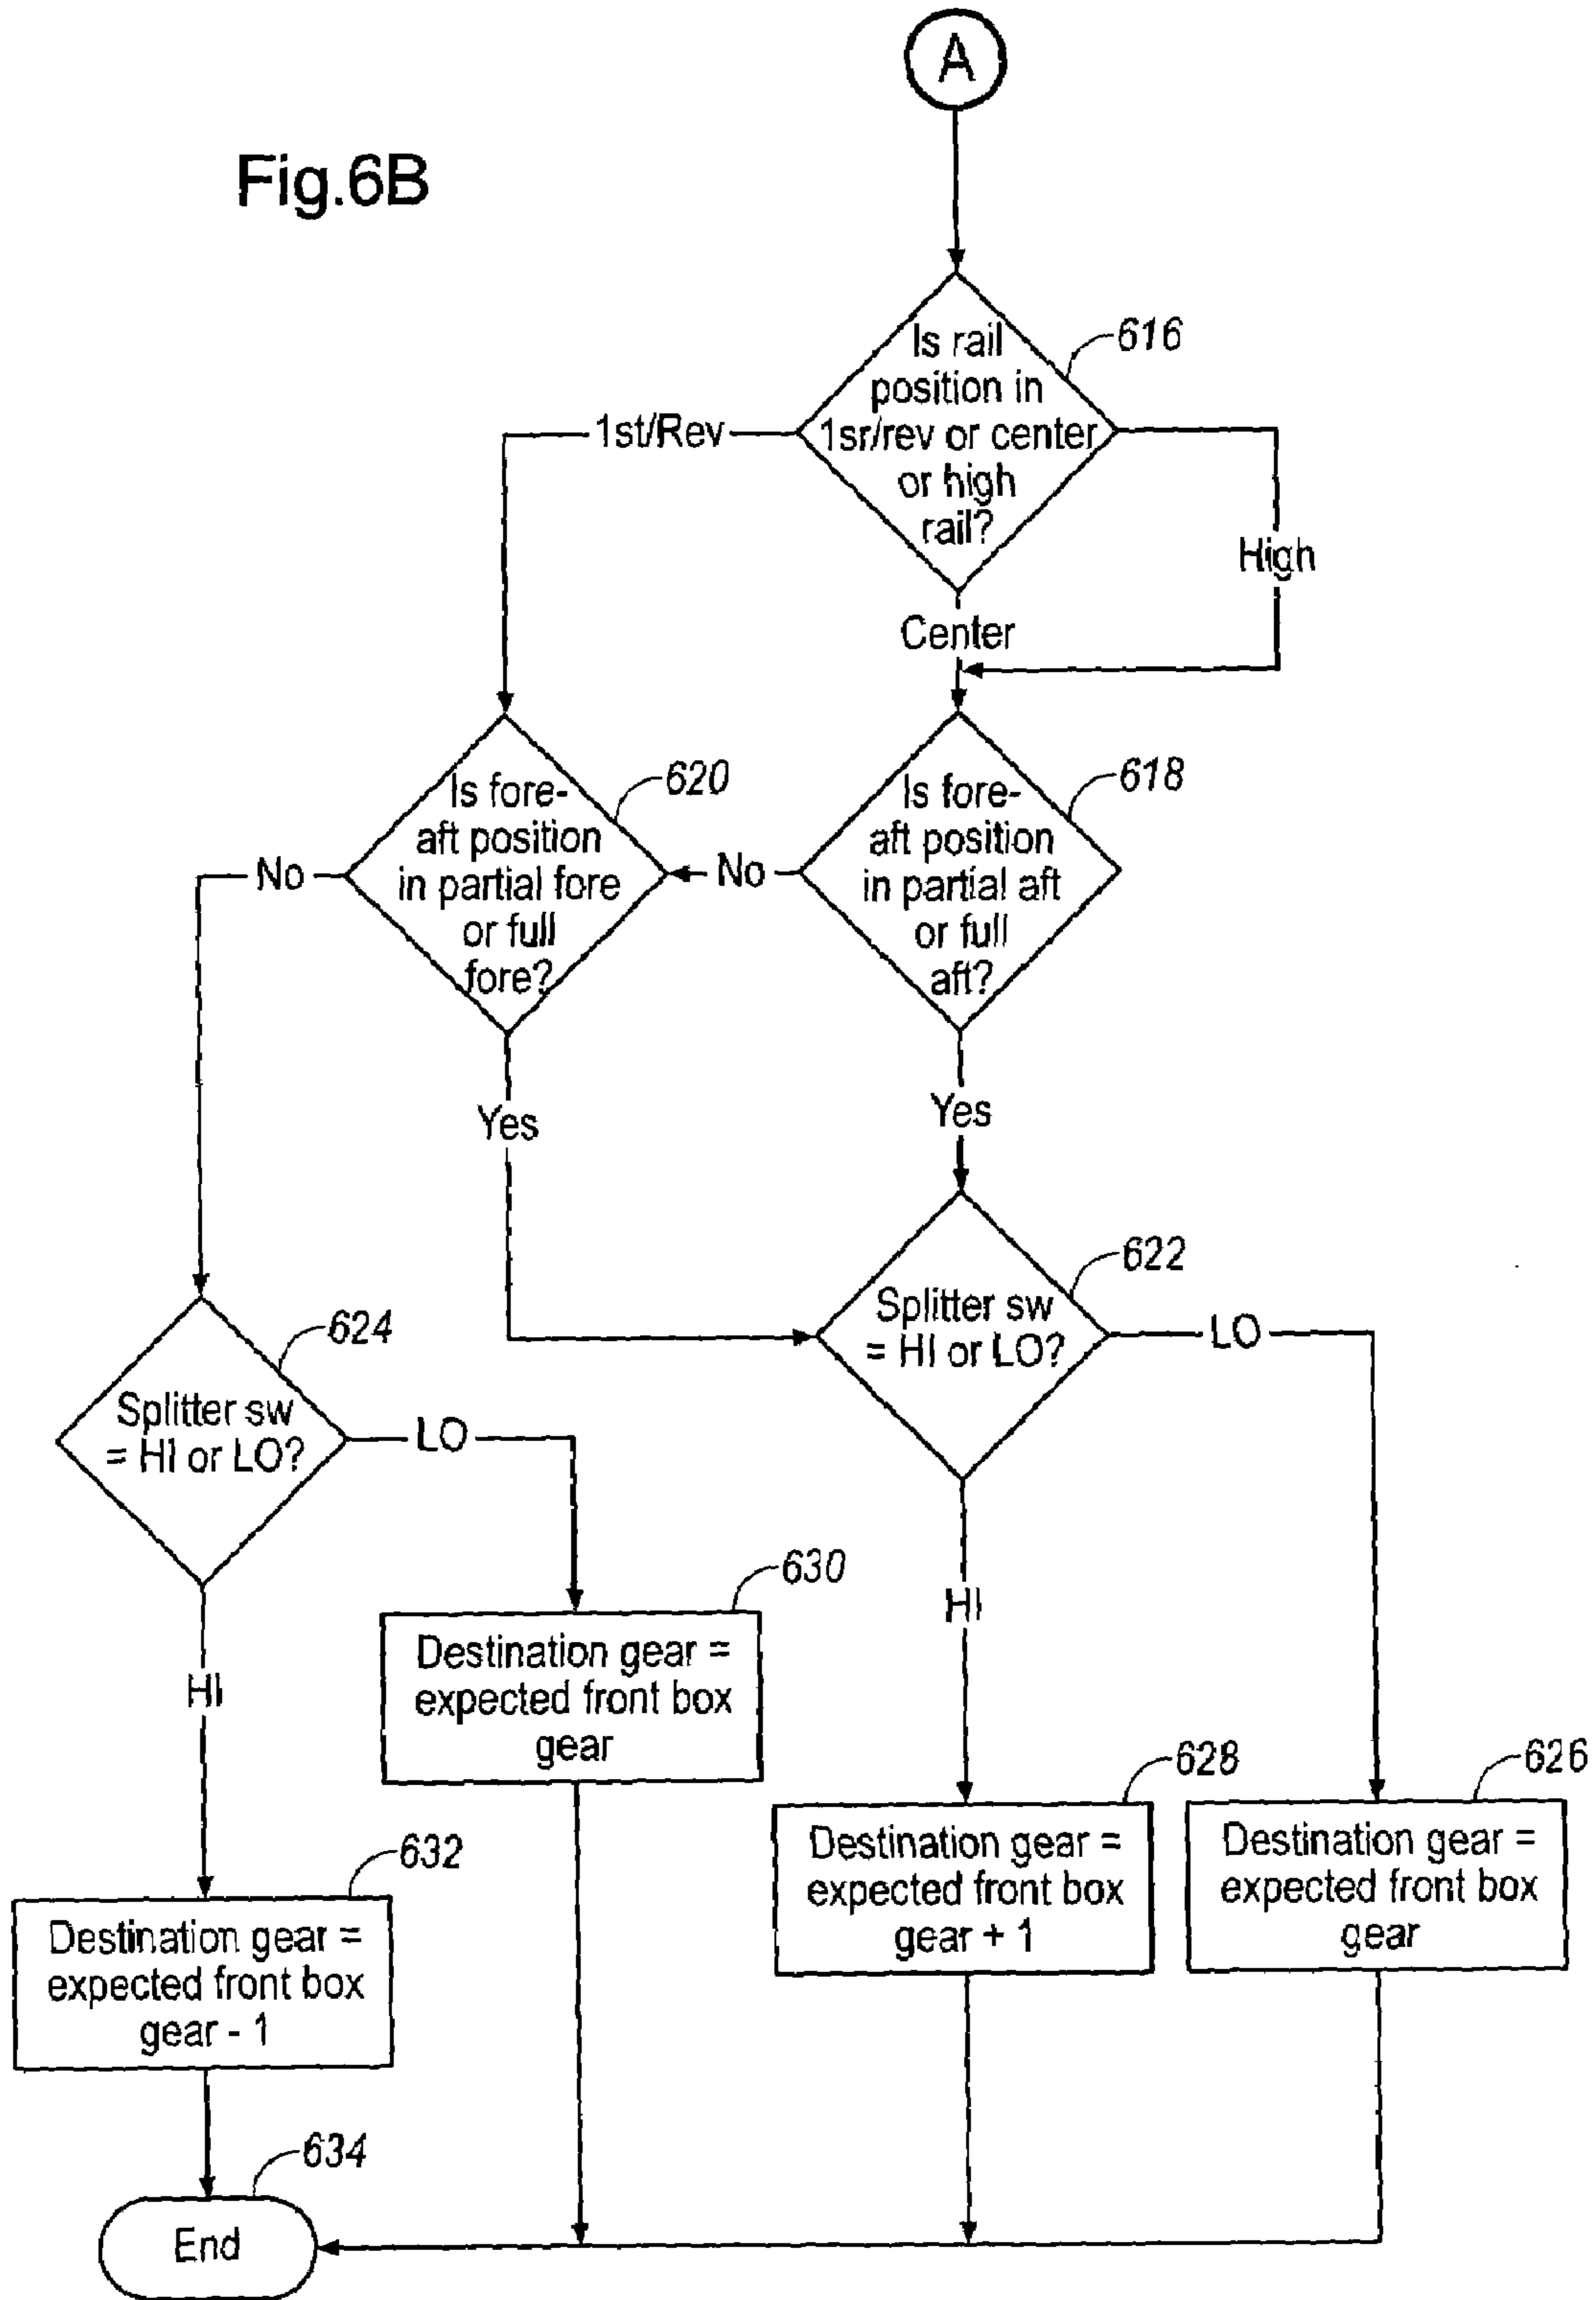 A
Fig.6B
616
Is rail
position in
1sr/rev or center
or high
rail?
1st/Rev
High
Center
620
Is fore-
aft position
in partial fore
or full
fore?
618
Is fore-
aft position
in partial aft
or full
aft?
No
No
Yes
Yes
622
Splitter sw
= HI or LO?
LO
624
Splitter sw
= HI or LO?
LO
HI
630
Destination gear =
expected front box
gear
HI
628
Destination gear =
expected front box
gear + 1
626
Destination gear =
expected front box
gear
632
Destination gear =
expected front box
gear - 1
634
End